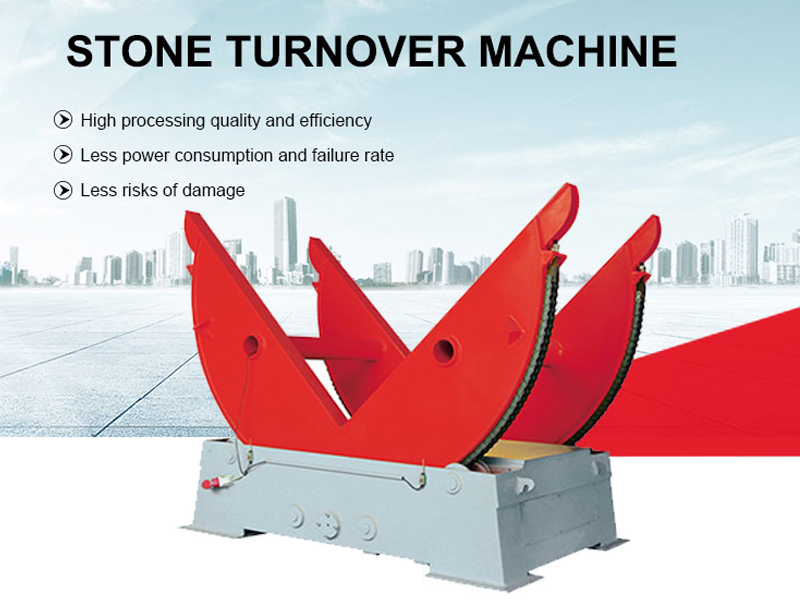 STONE TURNOVER MACHINE
High processing quality and efficiency
Less power consumption and failure rate
Less risks of damage